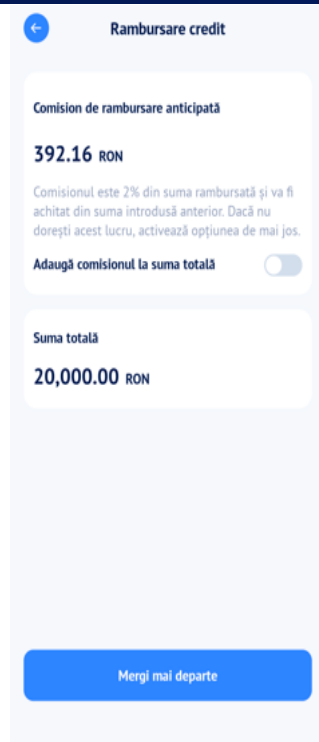 Rambursare credit
Comision de rambursare anticipată
392.16 RON
Comisionul este 2% din suma rambursată și va fi
achitat din suma introdusă anterior. Dacă nu
dorești acest lucru, activează opțiunea de mai jos.
Adaugă comisionul la suma totală
Suma totală
20,000.00 RON
Mergi mai departe